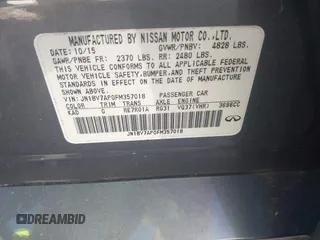 MANUFACTURED BY NISSAN MOTOR CO.,LTD.
DATE: 10/15 GVWR/PNBV: 4828 LBS.
GAWR/PNBE FR: 2370 LBS. RR: 2480 LBS.
THIS VEHICLE CONFORMS TO ALL APPLICABLE FEDERAL
MOTOR VEHICLE SAFETY, BUMPER, AND THEFT PREVENTION
STANDARDS IN EFFECT ON THE DATE OF MANUFACTURE
SHOWN ABOVE.
VIN: JN1BV7AP0FM357018 PASSENGER CAR
COLOR TRIM TRANS AXLE ENGINE
KAD G RE7R01A RG31 VQ37(VHR) 3696CC
JN1BV7AP0FM357018
INFINITI
DREAMBID